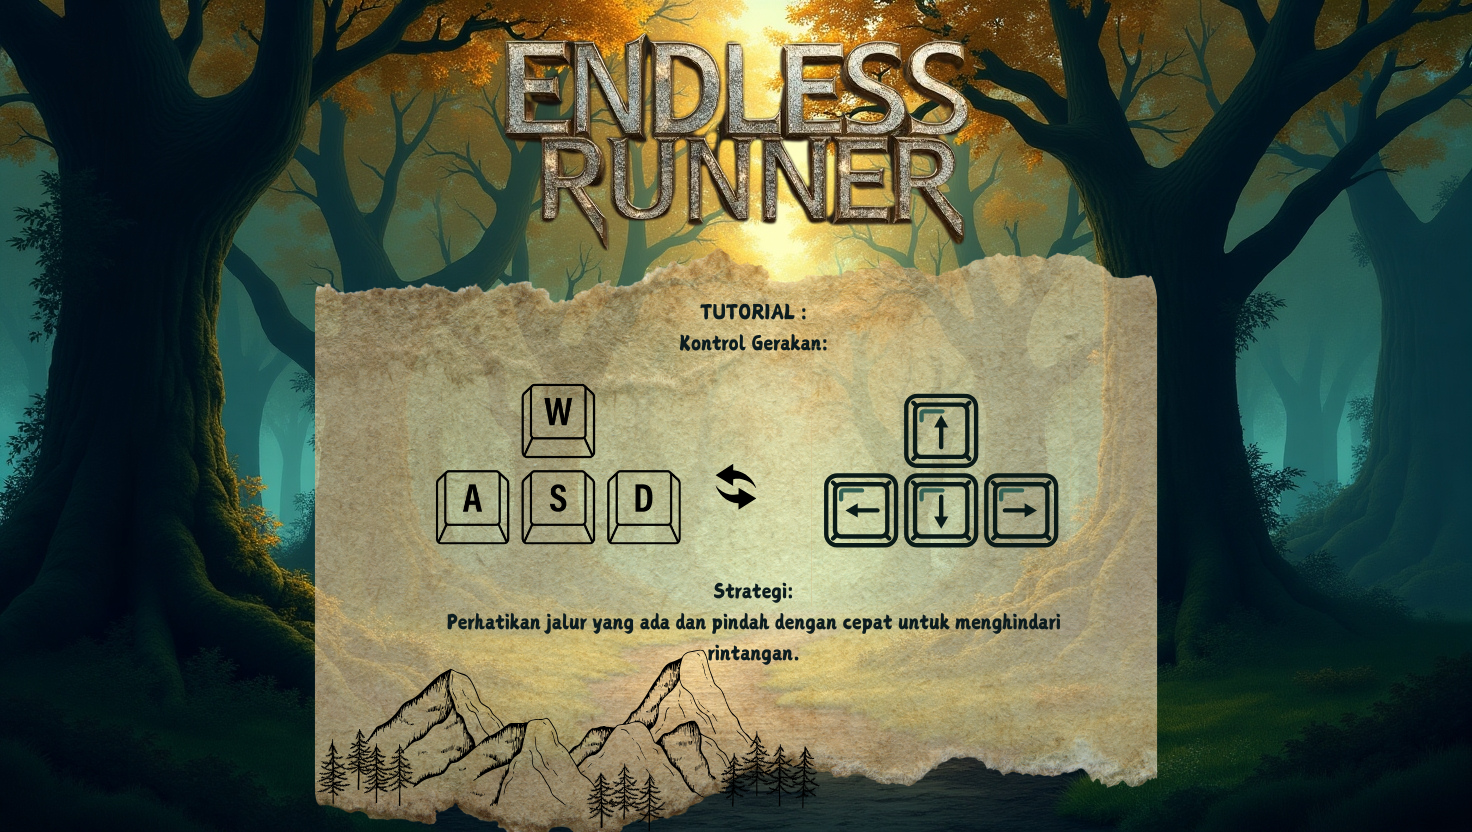 ENDLESS
RUNNER
TUTORIAL :
Kontrol Gerakan:
W
A S D
Strategi:
Perhatikan jalur yang ada dan pindah dengan cepat untuk menghindari
rintangan.